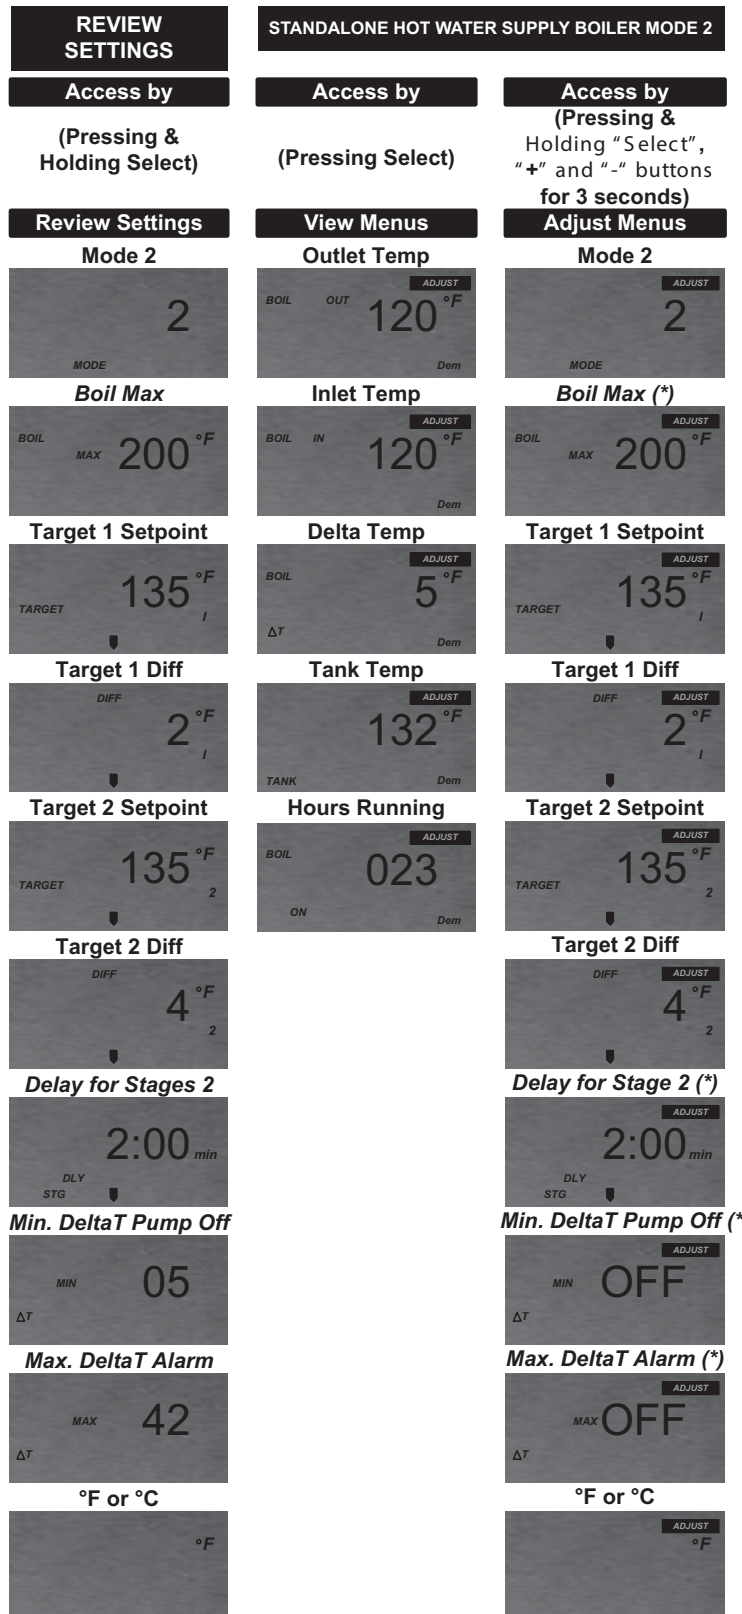 REVIEW
SETTINGS
Access by
(Pressing &
Holding Select)
Review Settings
Mode 2
2
MODE
Boil Max
BOIL
MAX 200 °F
Target 1 Setpoint
135 °F
TARGET
1
Target 1 Diff
DIFF
2 °F
1
Target 2 Setpoint
135 °F
TARGET
2
Target 2 Diff
DIFF
4 °F
2
Delay for Stages 2
2:00 min
DLY
STG
Min. DeltaT Pump Off
MIN 05
ΔT
Max. DeltaT Alarm
MAX 42
ΔT
°F or °C
°F
STANDALONE HOT WATER SUPPLY BOILER MODE 2
Access by
(Pressing Select)
View Menus
Outlet Temp
ADJUST
BOIL OUT 120 °F
Dem
Inlet Temp
ADJUST
BOIL IN 120 °F
Dem
Delta Temp
ADJUST
BOIL 5 °F
ΔT
Dem
Tank Temp
ADJUST
132 °F
TANK Dem
Hours Running
ADJUST
BOIL 023
ON
Dem
Access by
(Pressing &
Holding "Select",
"+" and "-" buttons
for 3 seconds)
Adjust Menus
Mode 2
ADJUST
2
MODE
Boil Max (*)
ADJUST
BOIL
MAX 200 °F
Target 1 Setpoint
ADJUST
135 °F
TARGET
1
Target 1 Diff
DIFF ADJUST
2 °F
1
Target 2 Setpoint
ADJUST
135 °F
TARGET
2
Target 2 Diff
DIFF ADJUST
4 °F
2
Delay for Stage 2 (*)
ADJUST
2:00 min
DLY
STG
Min. DeltaT Pump Off (*
ADJUST
MIN OFF
ΔT
Max. DeltaT Alarm (*)
ADJUST
MAX OFF
ΔT
°F or °C
ADJUST
°F